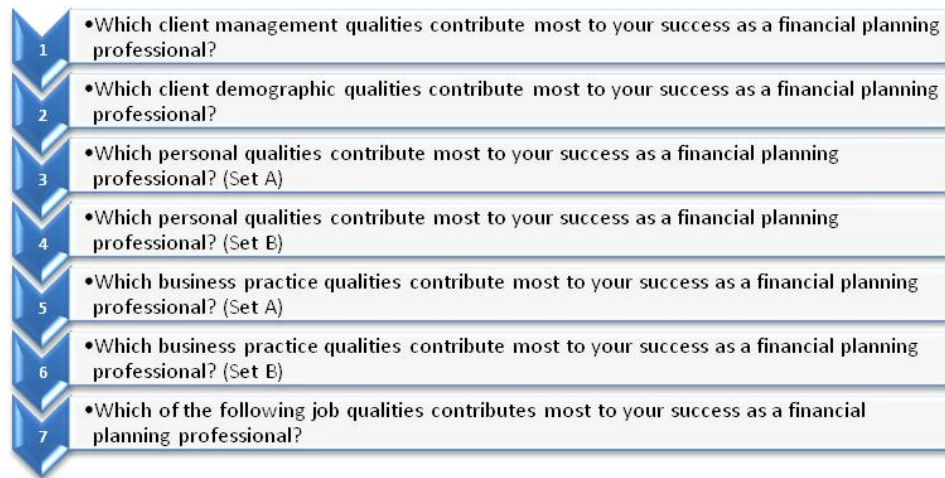 1
•Which client management qualities contribute most to your success as a financial planning
professional?
2
•Which client demographic qualities contribute most to your success as a financial planning
professional?
3
•Which personal qualities contribute most to your success as a financial planning
professional? (Set A)
4
•Which personal qualities contribute most to your success as a financial planning
professional? (Set B)
5
•Which business practice qualities contribute most to your success as a financial planning
professional? (Set A)
6
•Which business practice qualities contribute most to your success as a financial planning
professional? (Set B)
7
•Which of the following job qualities contributes most to your success as a financial
planning professional?